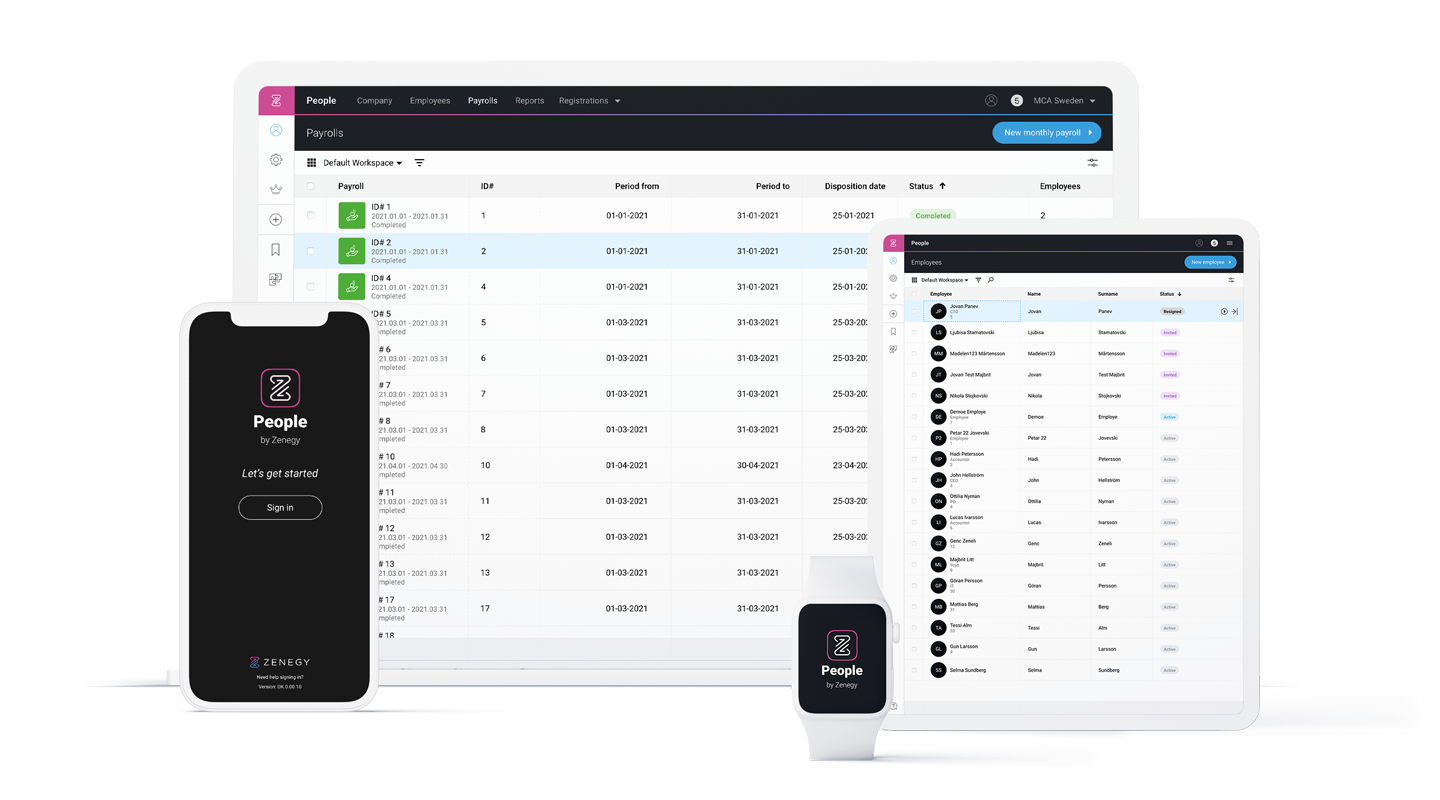 People Company Employees Payrolls Reports Registrations 5 MCA Sweden
Payrolls New monthly payroll
Default Workspace
Payroll ID# Period from Period to Disposition date Status Employees
ID# 1
2021.01.01 - 2021.01.31
Completed
1 01-01-2021 31-01-2021 25-01-2021 Completed 2
ID# 2
2021.01.01 - 2021.01.31
Completed
2 01-01-2021 31-01-2021 25-01-202
ID# 4
2021.01.01 - 2021.01.31
Completed
4 01-01-2021 31-01-2021 25-01-202
D# 5
21.03.01 - 2021.03.31
mpleted
5 01-03-2021 31-03-2021 25-03-202
# 6
21.03.01 - 2021.03.31
mpleted
6 01-03-2021 31-03-2021 25-03-202
# 7
21.03.01 - 2021.03.31
mpleted
7 01-03-2021 31-03-2021 25-03-202
# 8
21.03.01 - 2021.03.31
mpleted
8 01-03-2021 31-03-2021 25-03-202
# 10
21.04.01 - 2021.04.30
mpleted
10 01-04-2021 30-04-2021 23-04-202
# 11
21.03.01 - 2021.03.31
mpleted
11 01-03-2021 31-03-2021 25-03-202
# 12
21.03.01 - 2021.03.31
mpleted
12 01-03-2021 31-03-2021 25-03-202
# 13
21.03.01 - 2021.03.31
mpleted
13 01-03-2021 31-03-2021
# 17
21.03.01 - 2021.03.31
mpleted
17 01-03-2021 31-03-2021
# 18
People
by Zenegy
Let's get started
Sign in
ZENEGY
Need help signing in?
Version: DK.0.00.10
People
by Zenegy
People 5
Employees New employee
Default Workspace
Employee Name Surname Status
JP Jovan Panev Jovan Panev Resigned
CTO
5
LS Ljubisa Stamatovski Ljubisa Stamatovski Invited
MM Madelen123 Mårtensson Madelen123 Mårtensson Invited
JT Jovan Test Majbrit Jovan Test Majbrit Invited
NS Nikola Stojkovski Nikola Stojkovski Invited
DE Demoe Employe Demoe Employe Active
Employee
7
P2 Petar 22 Jovevski Petar 22 Jovevski Active
Employee
1
HP Hadi Petersson Hadi Petersson Active
Accountor
2
JH John Hellström John Hellström Active
3
ON Ottilia Nyman Ottilia Nyman Active
4
LI Lucas Ivarsson Lucas Ivarsson Active
Accountor
6
GZ Genc Zeneli Genc Zeneli Active
12
ML Majbrit Litt Majbrit Litt Active
GP Göran Persson Göran Persson Active
IT
50
MB Mattias Berg Mattias Berg Active
31
TA Tessi Alm Tessi Alm Active
33
GL Gun Larsson Gun Larsson Active
9
SS Selma Sundberg Selma Sundberg Active